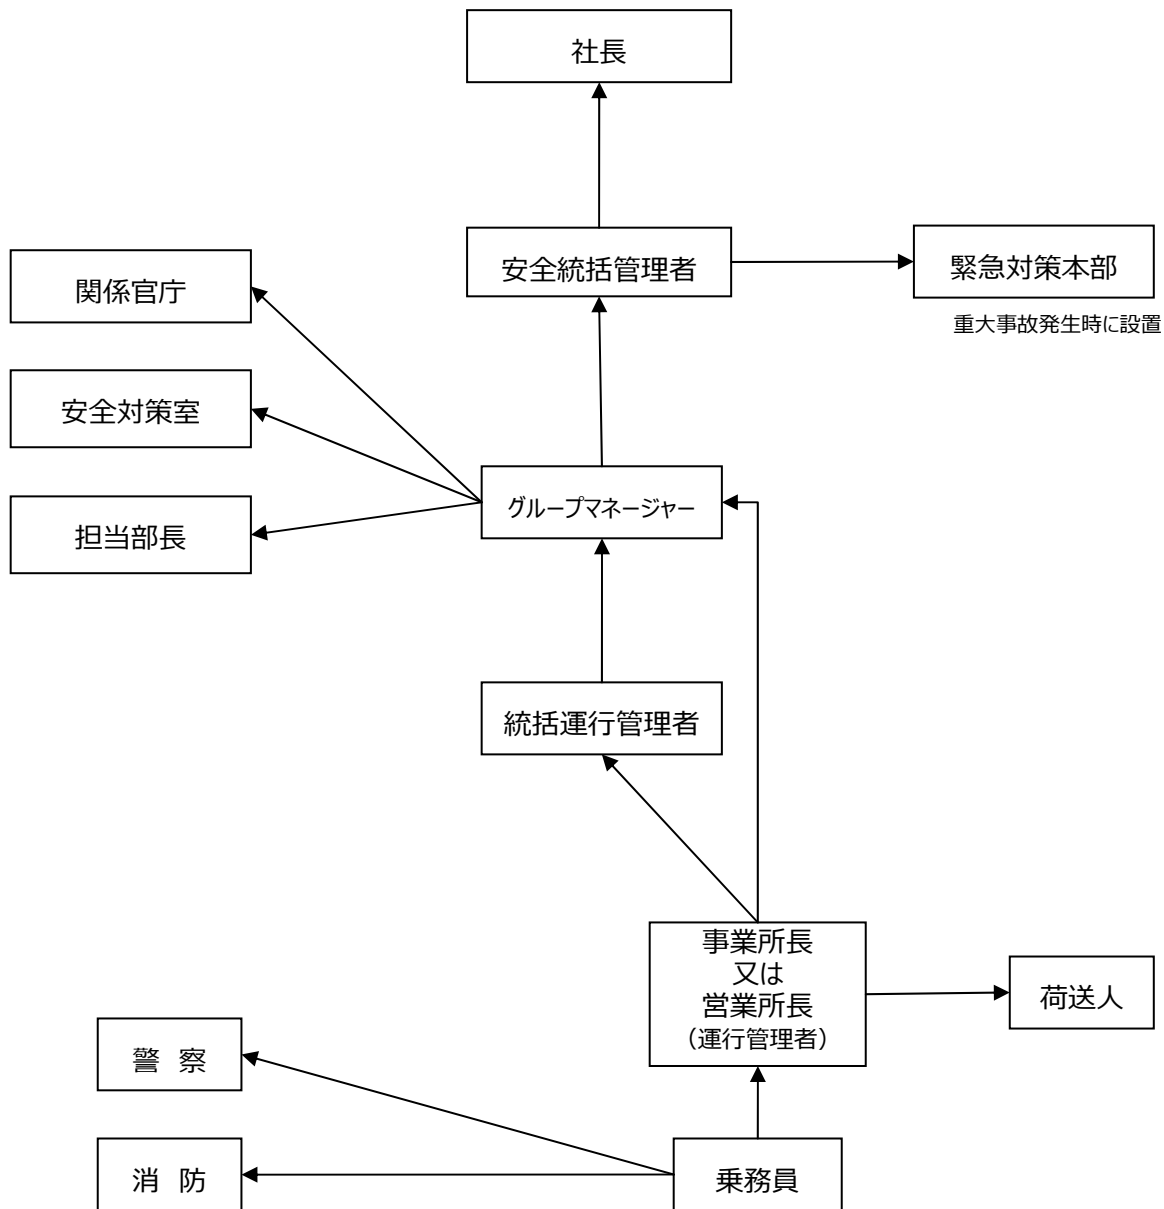 社長
安全統括管理者
緊急対策本部
重大事故発生時に設置
関係官庁
安全対策室
担当部長
グループマネージャー
統括運行管理者
事業所長
又は
営業所長
（運行管理者）
荷送人
警 察
消 防
乗務員